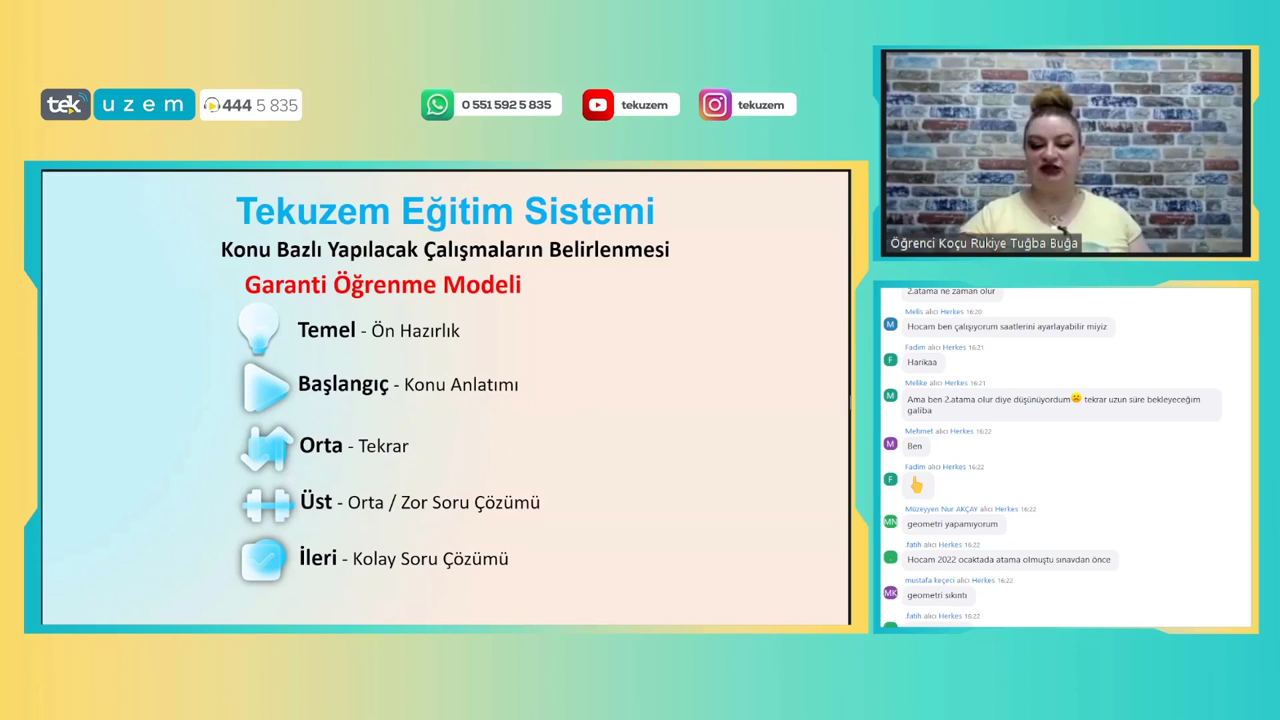 tek uzem 444 5 835
0 551 592 5 835
tekuzem
tekuzem
Tekuzem Eğitim Sistemi
Konu Bazlı Yapılacak Çalışmaların Belirlenmesi
Garanti Öğrenme Modeli
Temel - Ön Hazırlık
Başlangıç - Konu Anlatımı
Orta - Tekrar
Üst - Orta / Zor Soru Çözümü
İleri - Kolay Soru Çözümü
Öğrenci Koçu Rukiye Tuğba Buğa
2.atama ne zaman olur
Melis alıcı Herkes 16:20
M
Hocam ben çalışıyorum saatlerini ayarlayabilir miyiz
Fadim alıcı Herkes 16:21
F
Harikaa
Melike alıcı Herkes 16:21
M
Ama ben 2.atama olur diye düşünüyordum😟 tekrar uzun süre bekleyeceğim
galiba
Mehmet alıcı Herkes 16:22
M
Ben
Fadim alıcı Herkes 16:22
F
👆
Müzeyyen Nur AKÇAY alıcı Herkes 16:22
MN
geometri yapamıyorum
.fatih alıcı Herkes 16:22
.
Hocam 2022 ocaktada atama olmuştu sınavdan önce
mustafa keçeci alıcı Herkes 16:22
MK
geometri sıkıntı
.fatih alıcı Herkes 16:22